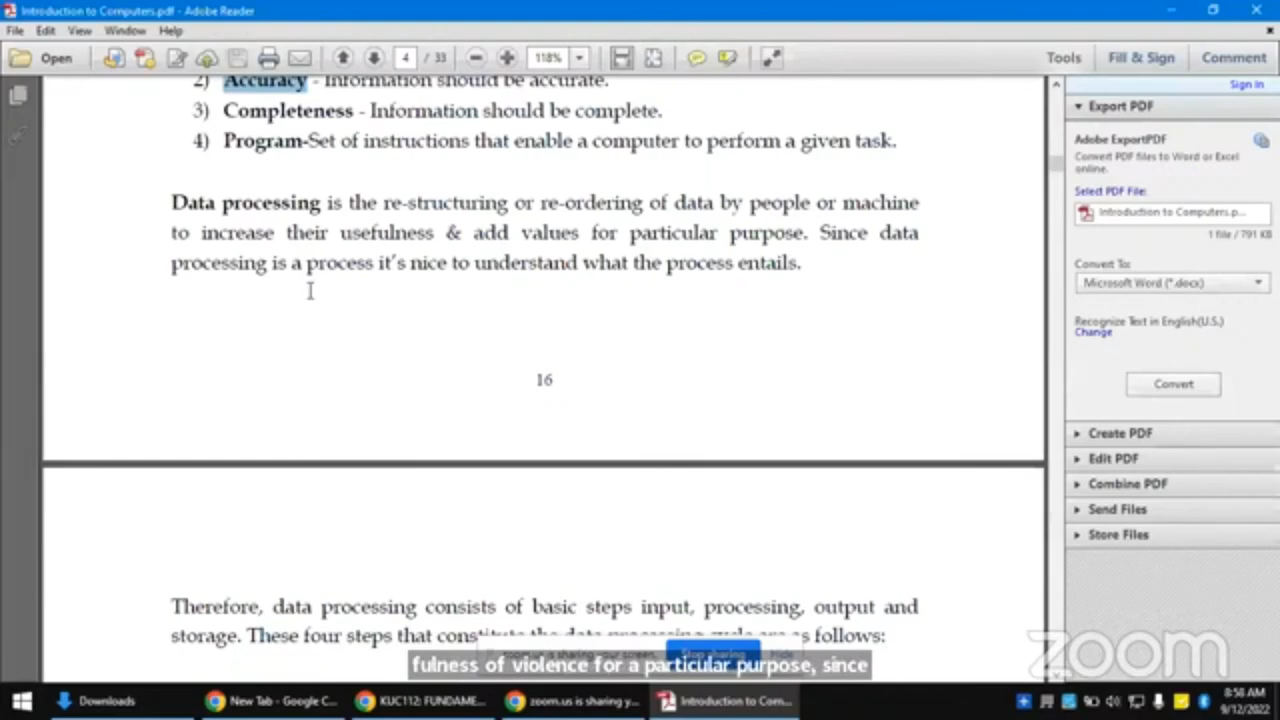 Introduction to Computers.pdf - Adobe Reader
File Edit View Window Help
Open 4 / 33 118% Tools Fill & Sign Comment
Sign In
2) Accuracy - Information should be accurate.
3) Completeness - Information should be complete.
4) Program-Set of instructions that enable a computer to perform a given task.
Data processing is the re-structuring or re-ordering of data by people or machine
to increase their usefulness & add values for particular purpose. Since data
processing is a process it's nice to understand what the process entails.
16
Therefore, data processing consists of basic steps input, processing, output and
storage. These four steps that constitute the data processing cycle are as follows:
zoom.us is sharing your screen. Stop sharing Hide
fulness of violence for a particular purpose, since
zoom
Export PDF
Adobe ExportPDF
Convert PDF files to Word or Excel
online.
Select PDF File:
Introduction to Computers.p...
1 file / 791 KB
Convert To:
Microsoft Word (*.docx)
Recognize Text in English(U.S.)
Change
Convert
Create PDF
Edit PDF
Combine PDF
Send Files
Store Files
Downloads
New Tab - Google C...
KUC112: FUNDAME...
zoom.us is sharing y...
Introduction to Com...
8:58 AM
9/12/2022